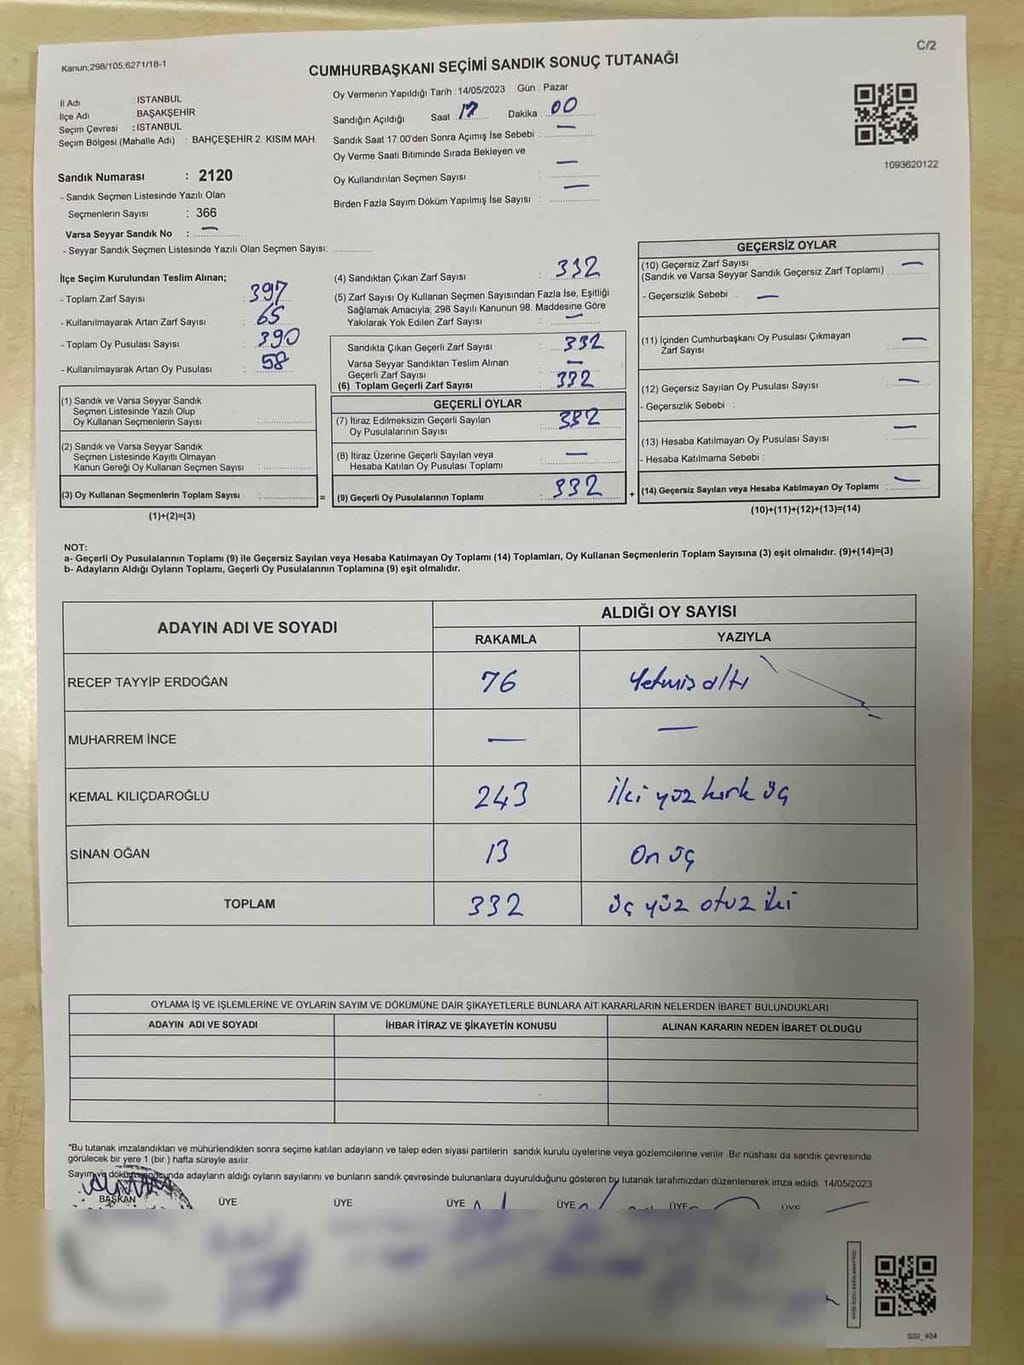 C/2
Kanun:298/105;6271/18-1
CUMHURBAŞKANI SEÇİMİ SANDIK SONUÇ TUTANAĞI
İl Adı : İSTANBUL
İlçe Adı BAŞAKŞEHİR
Seçim Çevresi : İSTANBUL
Seçim Bölgesi (Mahalle Adı) : BAHÇEŞEHİR 2. KISIM MAH.
Sandık Numarası : 2120
- Sandık Seçmen Listesinde Yazılı Olan
Seçmenlerin Sayısı : 366
Varsa Seyyar Sandık No : —
- Seyyar Sandık Seçmen Listesinde Yazılı Olan Seçmen Sayısı:
Oy Vermenin Yapıldığı Tarih : 14/05/2023 Gün : Pazar
Sandığın Açıldığı Saat : 17 Dakika : 00
Sandık Saat 17:00'den Sonra Açımış İse Sebebi : —
Oy Verme Saati Bitiminde Sırada Bekleyen ve
Oy Kullandırılan Seçmen Sayısı : —
Birden Fazla Sayım Döküm Yapılmış İse Sayısı : —
1093620122
İlçe Seçim Kurulundan Teslim Alınan;
- Toplam Zarf Sayısı : 397
- Kullanılmayarak Artan Zarf Sayısı : 65
- Toplam Oy Pusulası Sayısı : 390
- Kullanılmayarak Artan Oy Pusulası : 58
(1) Sandık ve Varsa Seyyar Sandık
Seçmen Listesinde Yazılı Olup
Oy Kullanan Seçmenlerin Sayısı :
(2) Sandık ve Varsa Seyyar Sandık
Seçmen Listesinde Kayıtlı Olmayan
Kanun Gereği Oy Kullanan Seçmen Sayısı :
(3) Oy Kullanan Seçmenlerin Toplam Sayısı :
(1)+(2)=(3)
(4) Sandıktan Çıkan Zarf Sayısı : 332
(5) Zarf Sayısı Oy Kullanan Seçmen Sayısından Fazla İse, Eşitliği
Sağlamak Amacıyla; 298 Sayılı Kanunun 98. Maddesine Göre
Yakılarak Yok Edilen Zarf Sayısı : —
Sandıkta Çıkan Geçerli Zarf Sayısı : 332
Varsa Seyyar Sandıktan Teslim Alınan
Geçerli Zarf Sayısı : —
(6) Toplam Geçerli Zarf Sayısı : 332
GEÇERLİ OYLAR
(7) İtiraz Edilmeksizin Geçerli Sayılan
Oy Pusulalarının Sayısı : 332
(8) İtiraz Üzerine Geçerli Sayılan veya
Hesaba Katılan Oy Pusulası Toplamı : —
= (9) Geçerli Oy Pusulalarının Toplamı : 332
GEÇERSİZ OYLAR
(10) Geçersiz Zarf Sayısı
(Sandık ve Varsa Seyyar Sandık Geçersiz Zarf Toplamı) : —
- Geçersizlik Sebebi : —
(11) İçinden Cumhurbaşkanı Oy Pusulası Çıkmayan
Zarf Sayısı : —
(12) Geçersiz Sayılan Oy Pusulası Sayısı : —
- Geçersizlik Sebebi :
(13) Hesaba Katılmayan Oy Pusulası Sayısı : —
- Hesaba Katılmama Sebebi :
+ (14) Geçersiz Sayılan veya Hesaba Katılmayan Oy Toplamı : —
(10)+(11)+(12)+(13)=(14)
NOT:
a- Geçerli Oy Pusulalarının Toplamı (9) ile Geçersiz Sayılan veya Hesaba Katılmayan Oy Toplamı (14) Toplamları, Oy Kullanan Seçmenlerin Toplam Sayısına (3) eşit olmalıdır. (9)+(14)=(3)
b- Adayların Aldığı Oyların Toplamı, Geçerli Oy Pusulalarının Toplamına (9) eşit olmalıdır.
ADAYIN ADI VE SOYADI ALDIĞI OY SAYISI
RAKAMLA YAZIYLA
RECEP TAYYİP ERDOĞAN 76 Yetmis altı
MUHARREM İNCE — —
KEMAL KILIÇDAROĞLU 243 İki yüz kırk üç
SİNAN OĞAN 13 On üç
TOPLAM 332 üç yüz otuz iki
OYLAMA İŞ VE İŞLEMLERİNE VE OYLARIN SAYIM VE DÖKÜMÜNE DAİR ŞİKAYETLERLE BUNLARA AİT KARARLARIN NELERDEN İBARET BULUNDUKLARI
ADAYIN ADI VE SOYADI İHBAR İTİRAZ VE ŞİKAYETİN KONUSU ALINAN KARARIN NEDEN İBARET OLDUĞU
*Bu tutanak imzalandıktan ve mühürlendikten sonra seçime katılan adayların ve talep eden siyasi partilerin sandık kurulu üyelerine veya gözlemcilerine verilir. Bir nüshası da sandık çevresinde
görülecek bir yere 1 (bir ) hafta süreyle asılır.
Sayım ve döküm sonucunda adayların aldığı oyların sayılarını ve bunların sandık çevresinde bulunanlara duyurulduğunu gösteren bu tutanak tarafımızdan düzenlenerek imza edildi. 14/05/2023
BAŞKAN ÜYE ÜYE ÜYE ÜYE ÜYE ÜYE
SSI_404